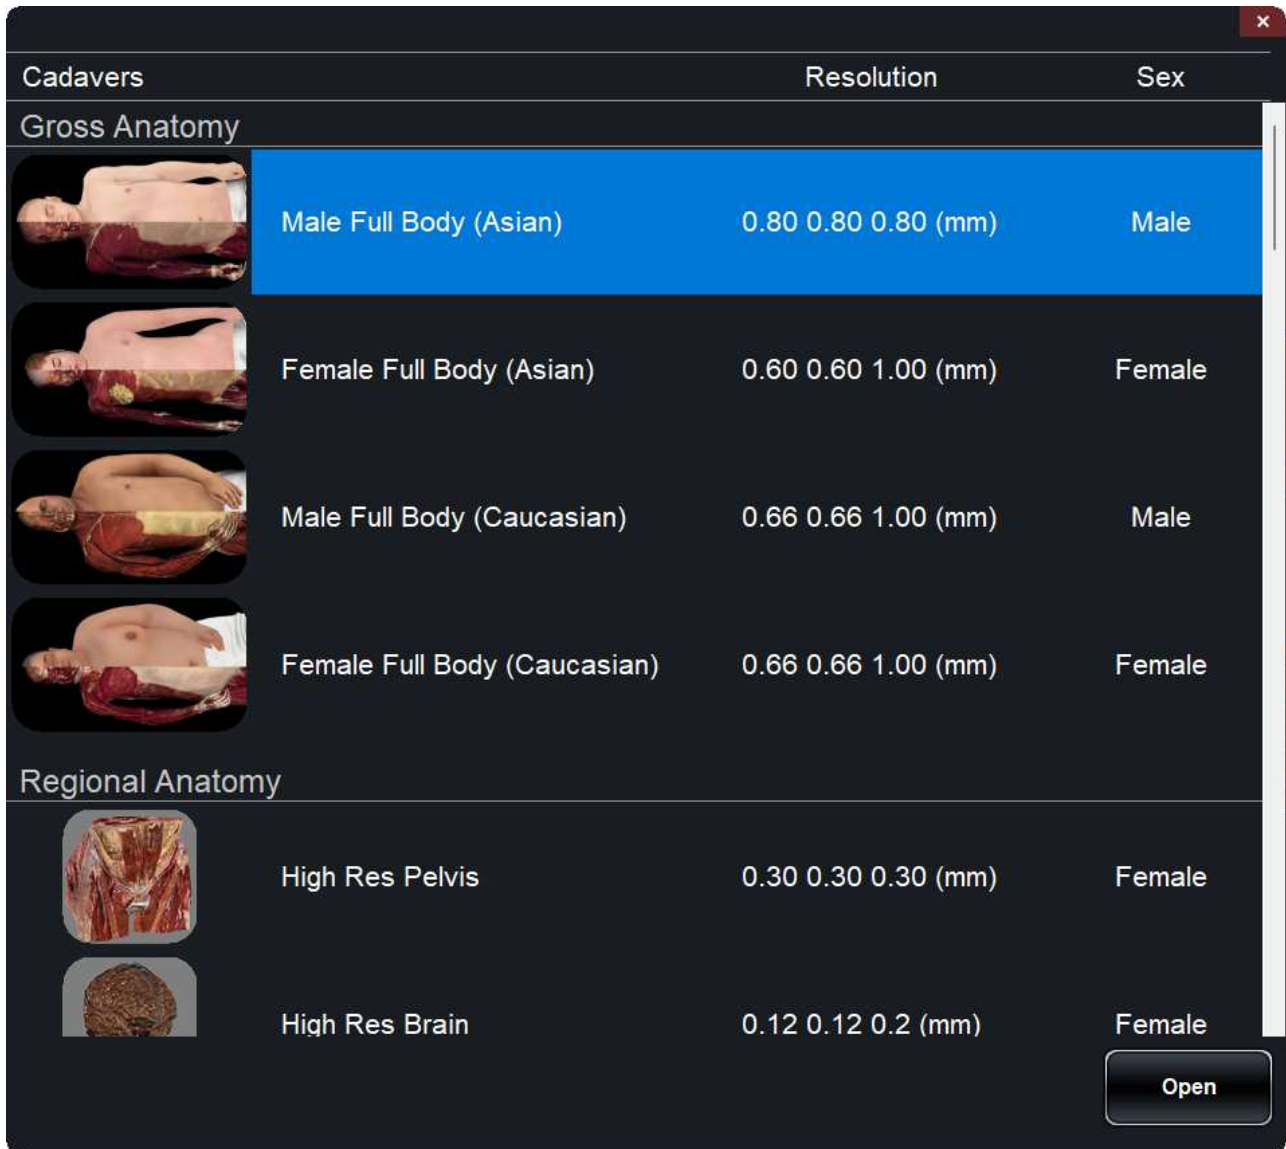 ×
Cadavers Resolution Sex
Gross Anatomy
Male Full Body (Asian) 0.80 0.80 0.80 (mm) Male
Female Full Body (Asian) 0.60 0.60 1.00 (mm) Female
Male Full Body (Caucasian) 0.66 0.66 1.00 (mm) Male
Female Full Body (Caucasian) 0.66 0.66 1.00 (mm) Female
Regional Anatomy
High Res Pelvis 0.30 0.30 0.30 (mm) Female
High Res Brain 0.12 0.12 0.2 (mm) Female
Open